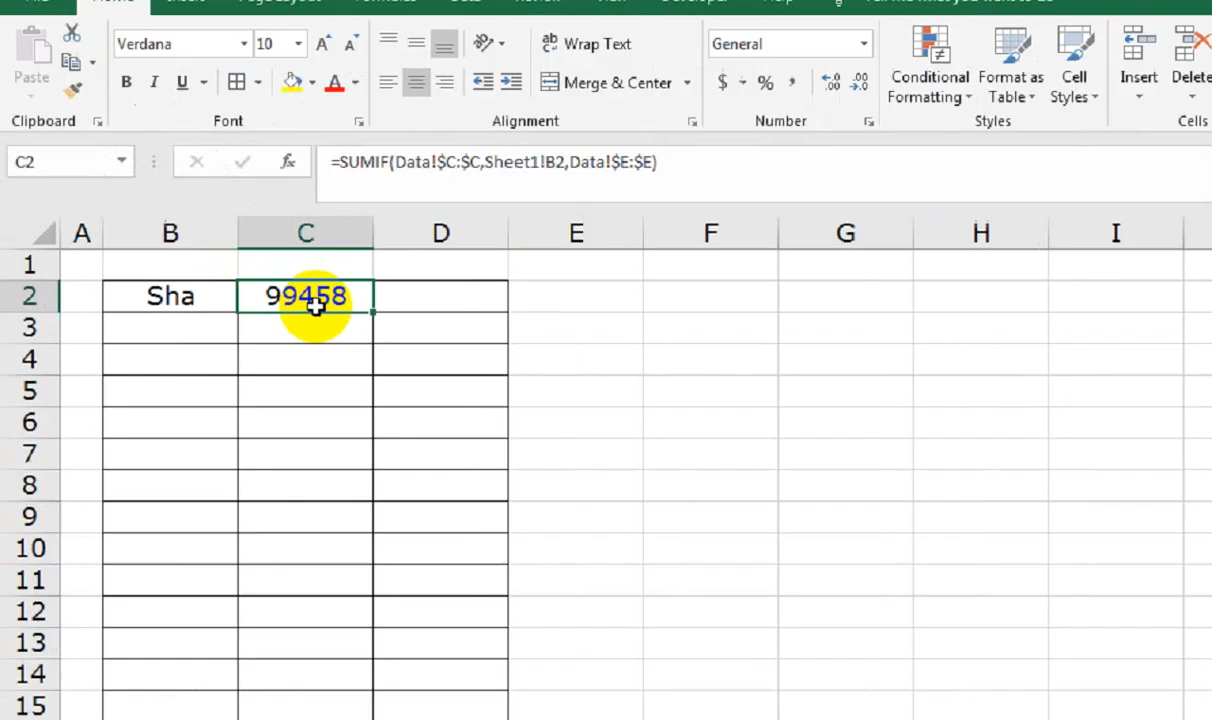 Paste
Clipboard
Verdana
10
B I U A
Font
Wrap Text
Merge & Center
Alignment
General
$ % ,
Number
Conditional
Formatting
Format as
Table
Cell
Styles
Styles
Insert
Delete
Cells
C2
fx
=SUMIF(Data!$C:$C,Sheet1!B2,Data!$E:$E)
A B C D E F G H I
1
2 Sha 99458
3
4
5
6
7
8
9
10
11
12
13
14
15